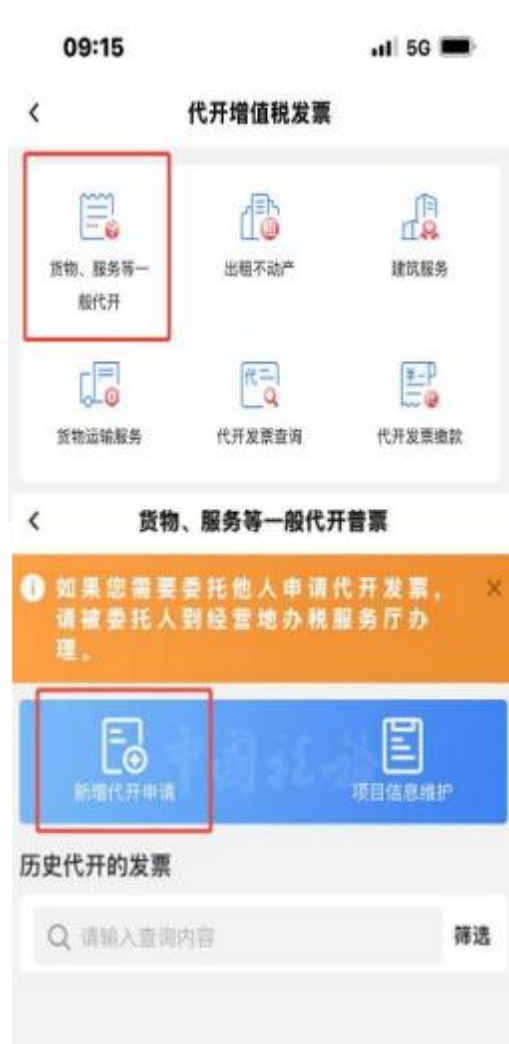 09:15
5G
代开增值税发票
货物、服务等一
般代开
出租不动产
建筑服务
货物运输服务
代开发票查询
代开发票缴款
货物、服务等一般代开普票
如果您需要委托他人申请代开发票，
请被委托人到经营地办税服务厅办
理。
新增代开申请
项目信息维护
历史代开的发票
请输入查询内容
筛选